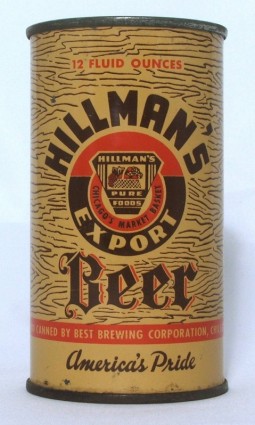 12 FLUID OUNCES
HILLMAN'S
HILLMAN'S
PURE
FOODS
CHICAGO'S MARKET BASKET
EXPORT
Beer
CANNED BY BEST BREWING CORPORATION,
America's Pride